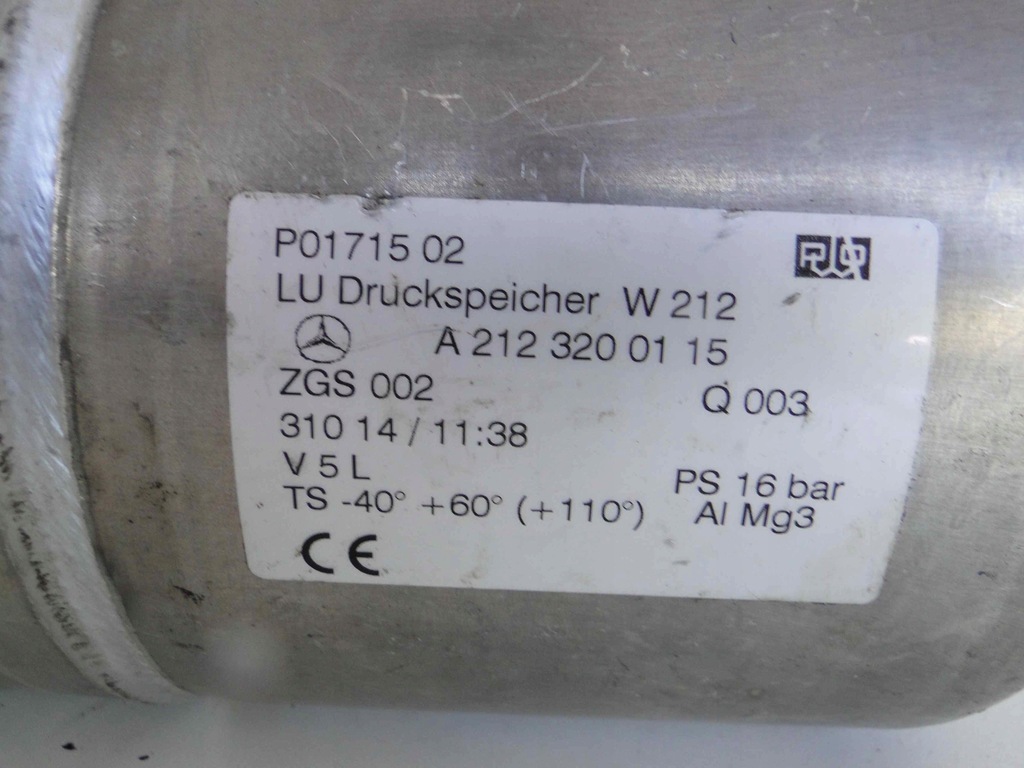 P01715 02
LU Druckspeicher W 212
A 212 320 01 15
ZGS 002
Q 003
310 14 / 11:38
V 5 L
PS 16 bar
TS -40° +60° (+110°)
Al Mg3
CE